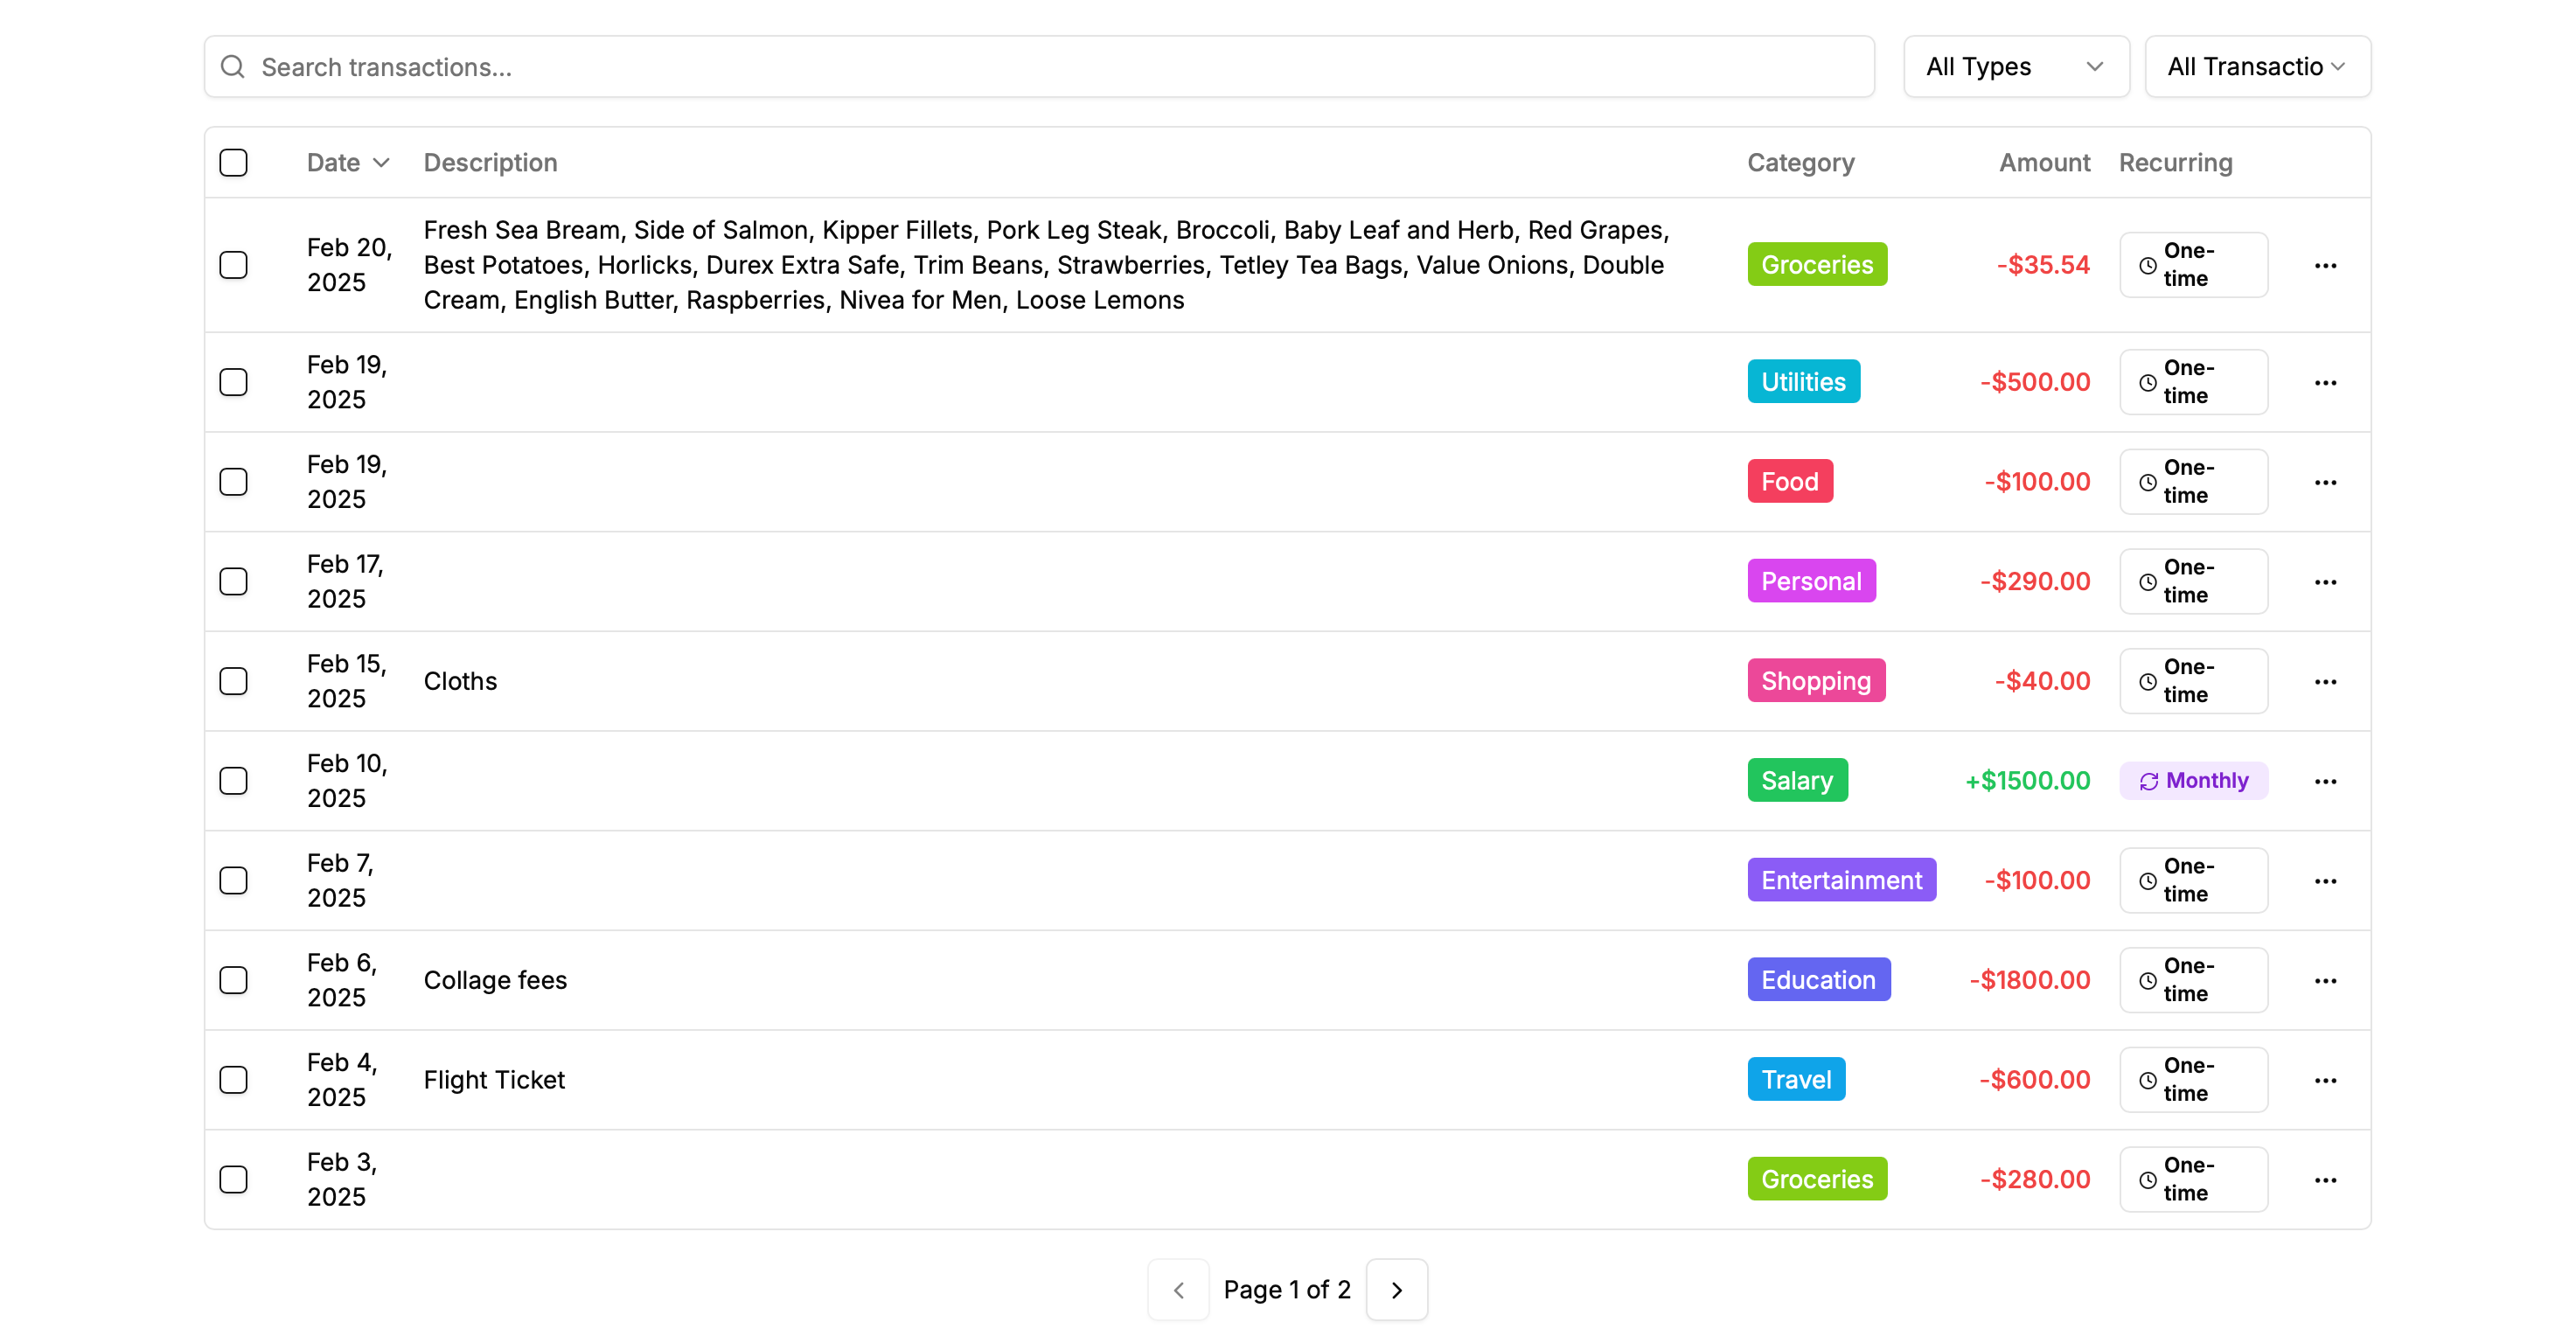 Search transactions...
All Types
All Transactio
Date Description Category Amount Recurring
Feb 20, 2025
Fresh Sea Bream, Side of Salmon, Kipper Fillets, Pork Leg Steak, Broccoli, Baby Leaf and Herb, Red Grapes,
Best Potatoes, Horlicks, Durex Extra Safe, Trim Beans, Strawberries, Tetley Tea Bags, Value Onions, Double
Cream, English Butter, Raspberries, Nivea for Men, Loose Lemons
Groceries -$35.54 One-time
Feb 19, 2025 Utilities -$500.00 One-time
Feb 19, 2025 Food -$100.00 One-time
Feb 17, 2025 Personal -$290.00 One-time
Feb 15, 2025 Cloths Shopping -$40.00 One-time
Feb 10, 2025 Salary +$1500.00 Monthly
Feb 7, 2025 Entertainment -$100.00 One-time
Feb 6, 2025 Collage fees Education -$1800.00 One-time
Feb 4, 2025 Flight Ticket Travel -$600.00 One-time
Feb 3, 2025 Groceries -$280.00 One-time
Page 1 of 2